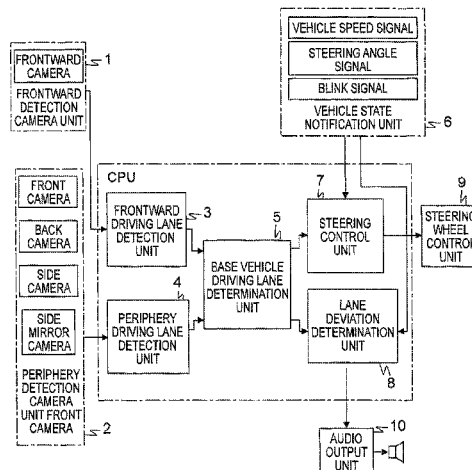 FRONTWARD
CAMERA
FRONTWARD
DETECTION
CAMERA UNIT
1
VEHICLE SPEED SIGNAL
STEERING ANGLE
SIGNAL
BLINK SIGNAL
VEHICLE STATE
NOTIFICATION UNIT
6
FRONT
CAMERA
BACK
CAMERA
SIDE
CAMERA
SIDE
MIRROR
CAMERA
PERIPHERY
DETECTION
CAMERA
UNIT FRONT
CAMERA
2
CPU
FRONTWARD
DRIVING LANE
DETECTION
UNIT
3
PERIPHERY
DRIVING LANE
DETECTION
UNIT
4
BASE VEHICLE
DRIVING LANE
DETERMINATION
UNIT
5
STEERING
CONTROL
UNIT
7
LANE
DEVIATION
DETERMINATION
UNIT
8
STEERING
WHEEL
CONTROL
UNIT
9
AUDIO
OUTPUT
UNIT
10